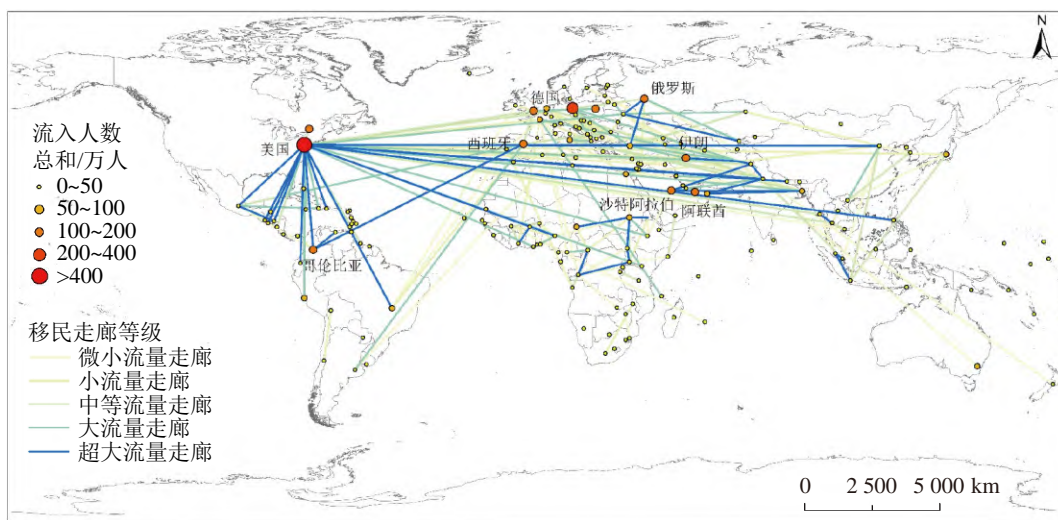 N
俄罗斯
德国
流入人数
总和/万人
美国
西班牙
伊朗
0~50
50~100
沙特阿拉伯
阿联酋
100~200
200~400
哥伦比亚
>400
移民走廊等级
微小流量走廊
小流量走廊
中等流量走廊
大流量走廊
超大流量走廊
0 2 500 5 000 km